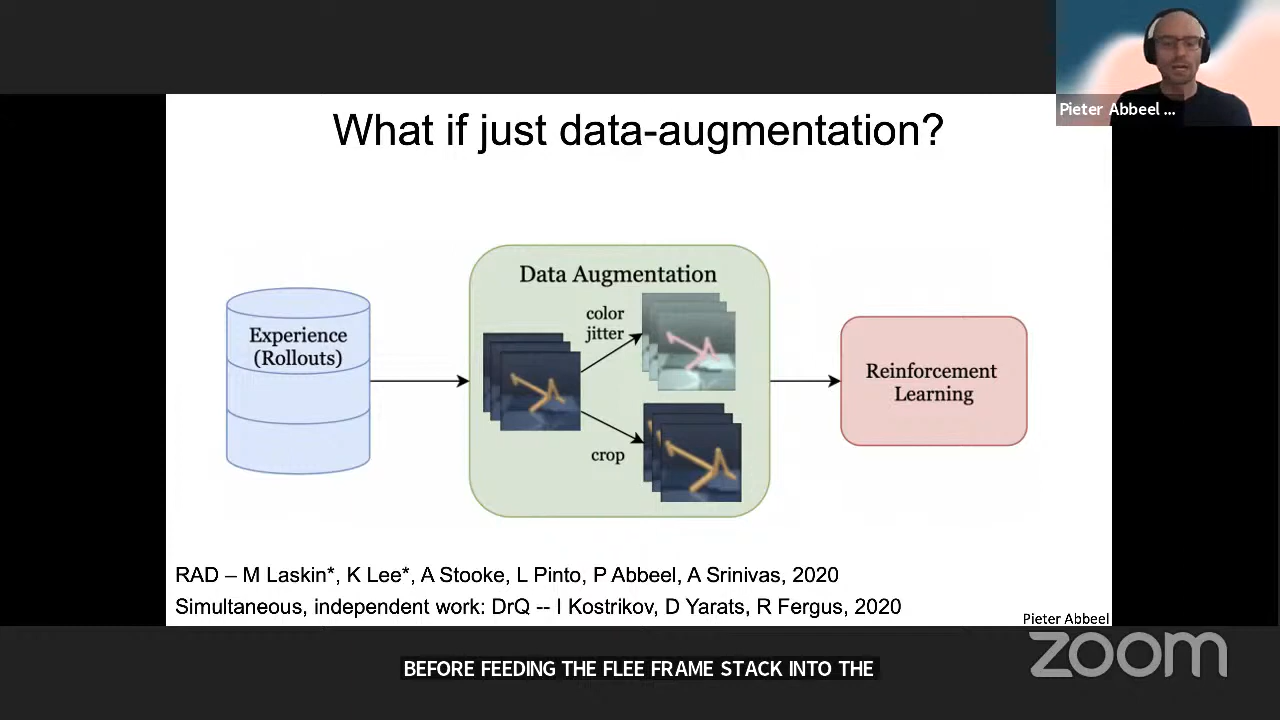 Pieter Abbeel ...
What if just data-augmentation?
Data Augmentation
color
jitter
Experience
(Rollouts)
Reinforcement
Learning
crop
RAD – M Laskin*, K Lee*, A Stooke, L Pinto, P Abbeel, A Srinivas, 2020
Simultaneous, independent work: DrQ -- I Kostrikov, D Yarats, R Fergus, 2020
Pieter Abbeel
zoom
BEFORE FEEDING THE FLEE FRAME STACK INTO THE